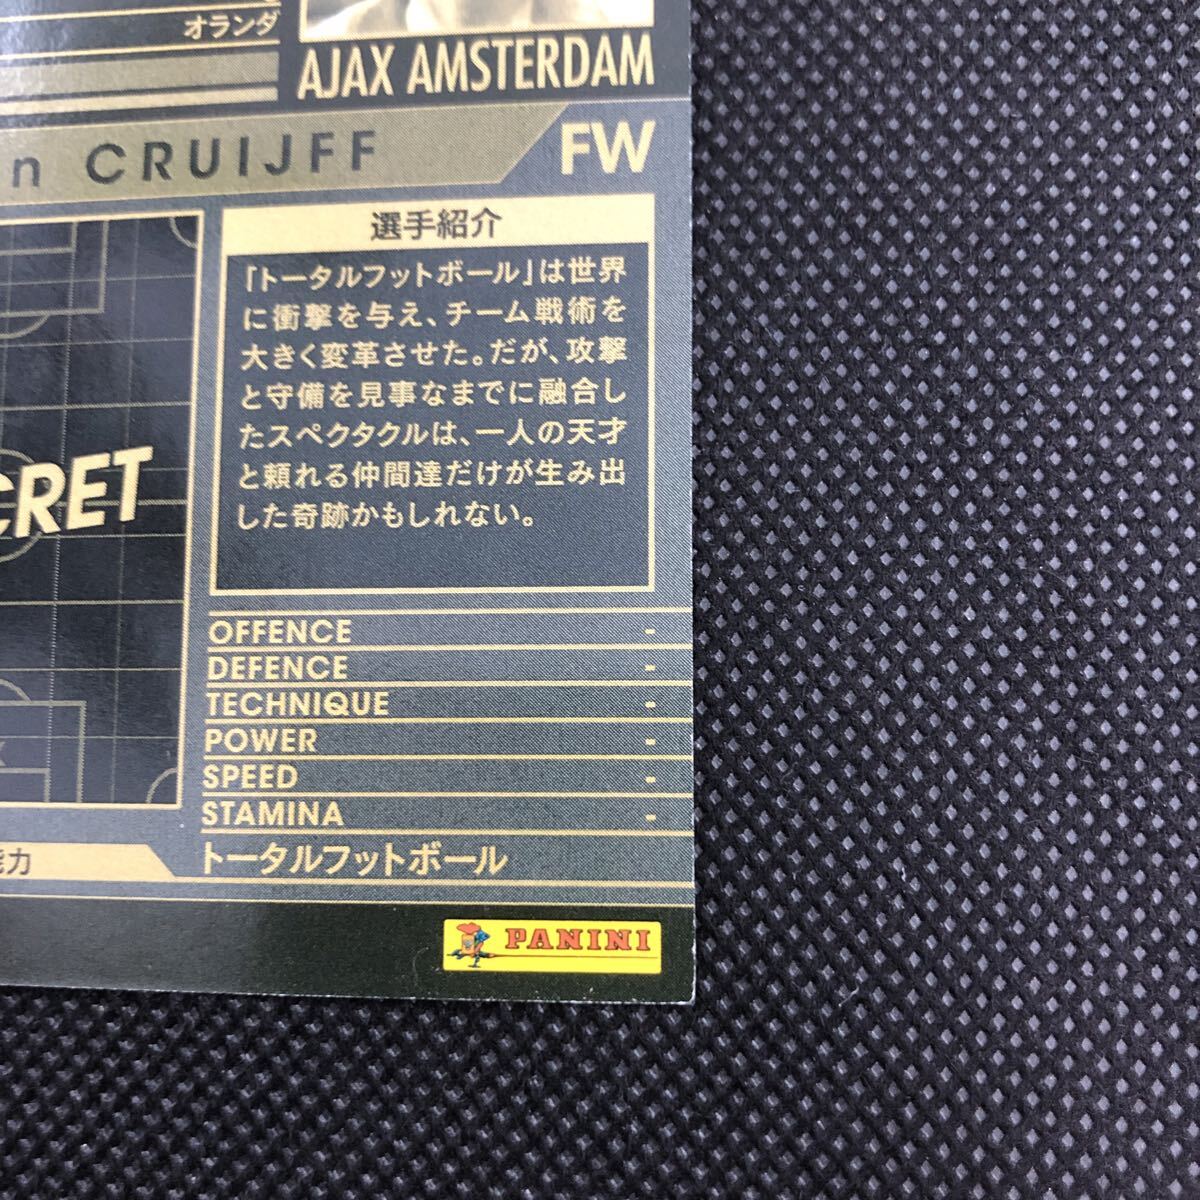 オランダ
AJAX AMSTERDAM
n CRUIJFF
FW
選手紹介
「トータルフットボール」は世界
に衝撃を与え、チーム戦術を
大きく変革させた。だが、攻撃
と守備を見事なまでに融合し
たスペクタクルは、一人の天才
と頼れる仲間達だけが生み出
した奇跡かもしれない。
CRET
OFFENCE -
DEFENCE -
TECHNIQUE -
POWER -
SPEED -
STAMINA -
能力
トータルフットボール
PANINI